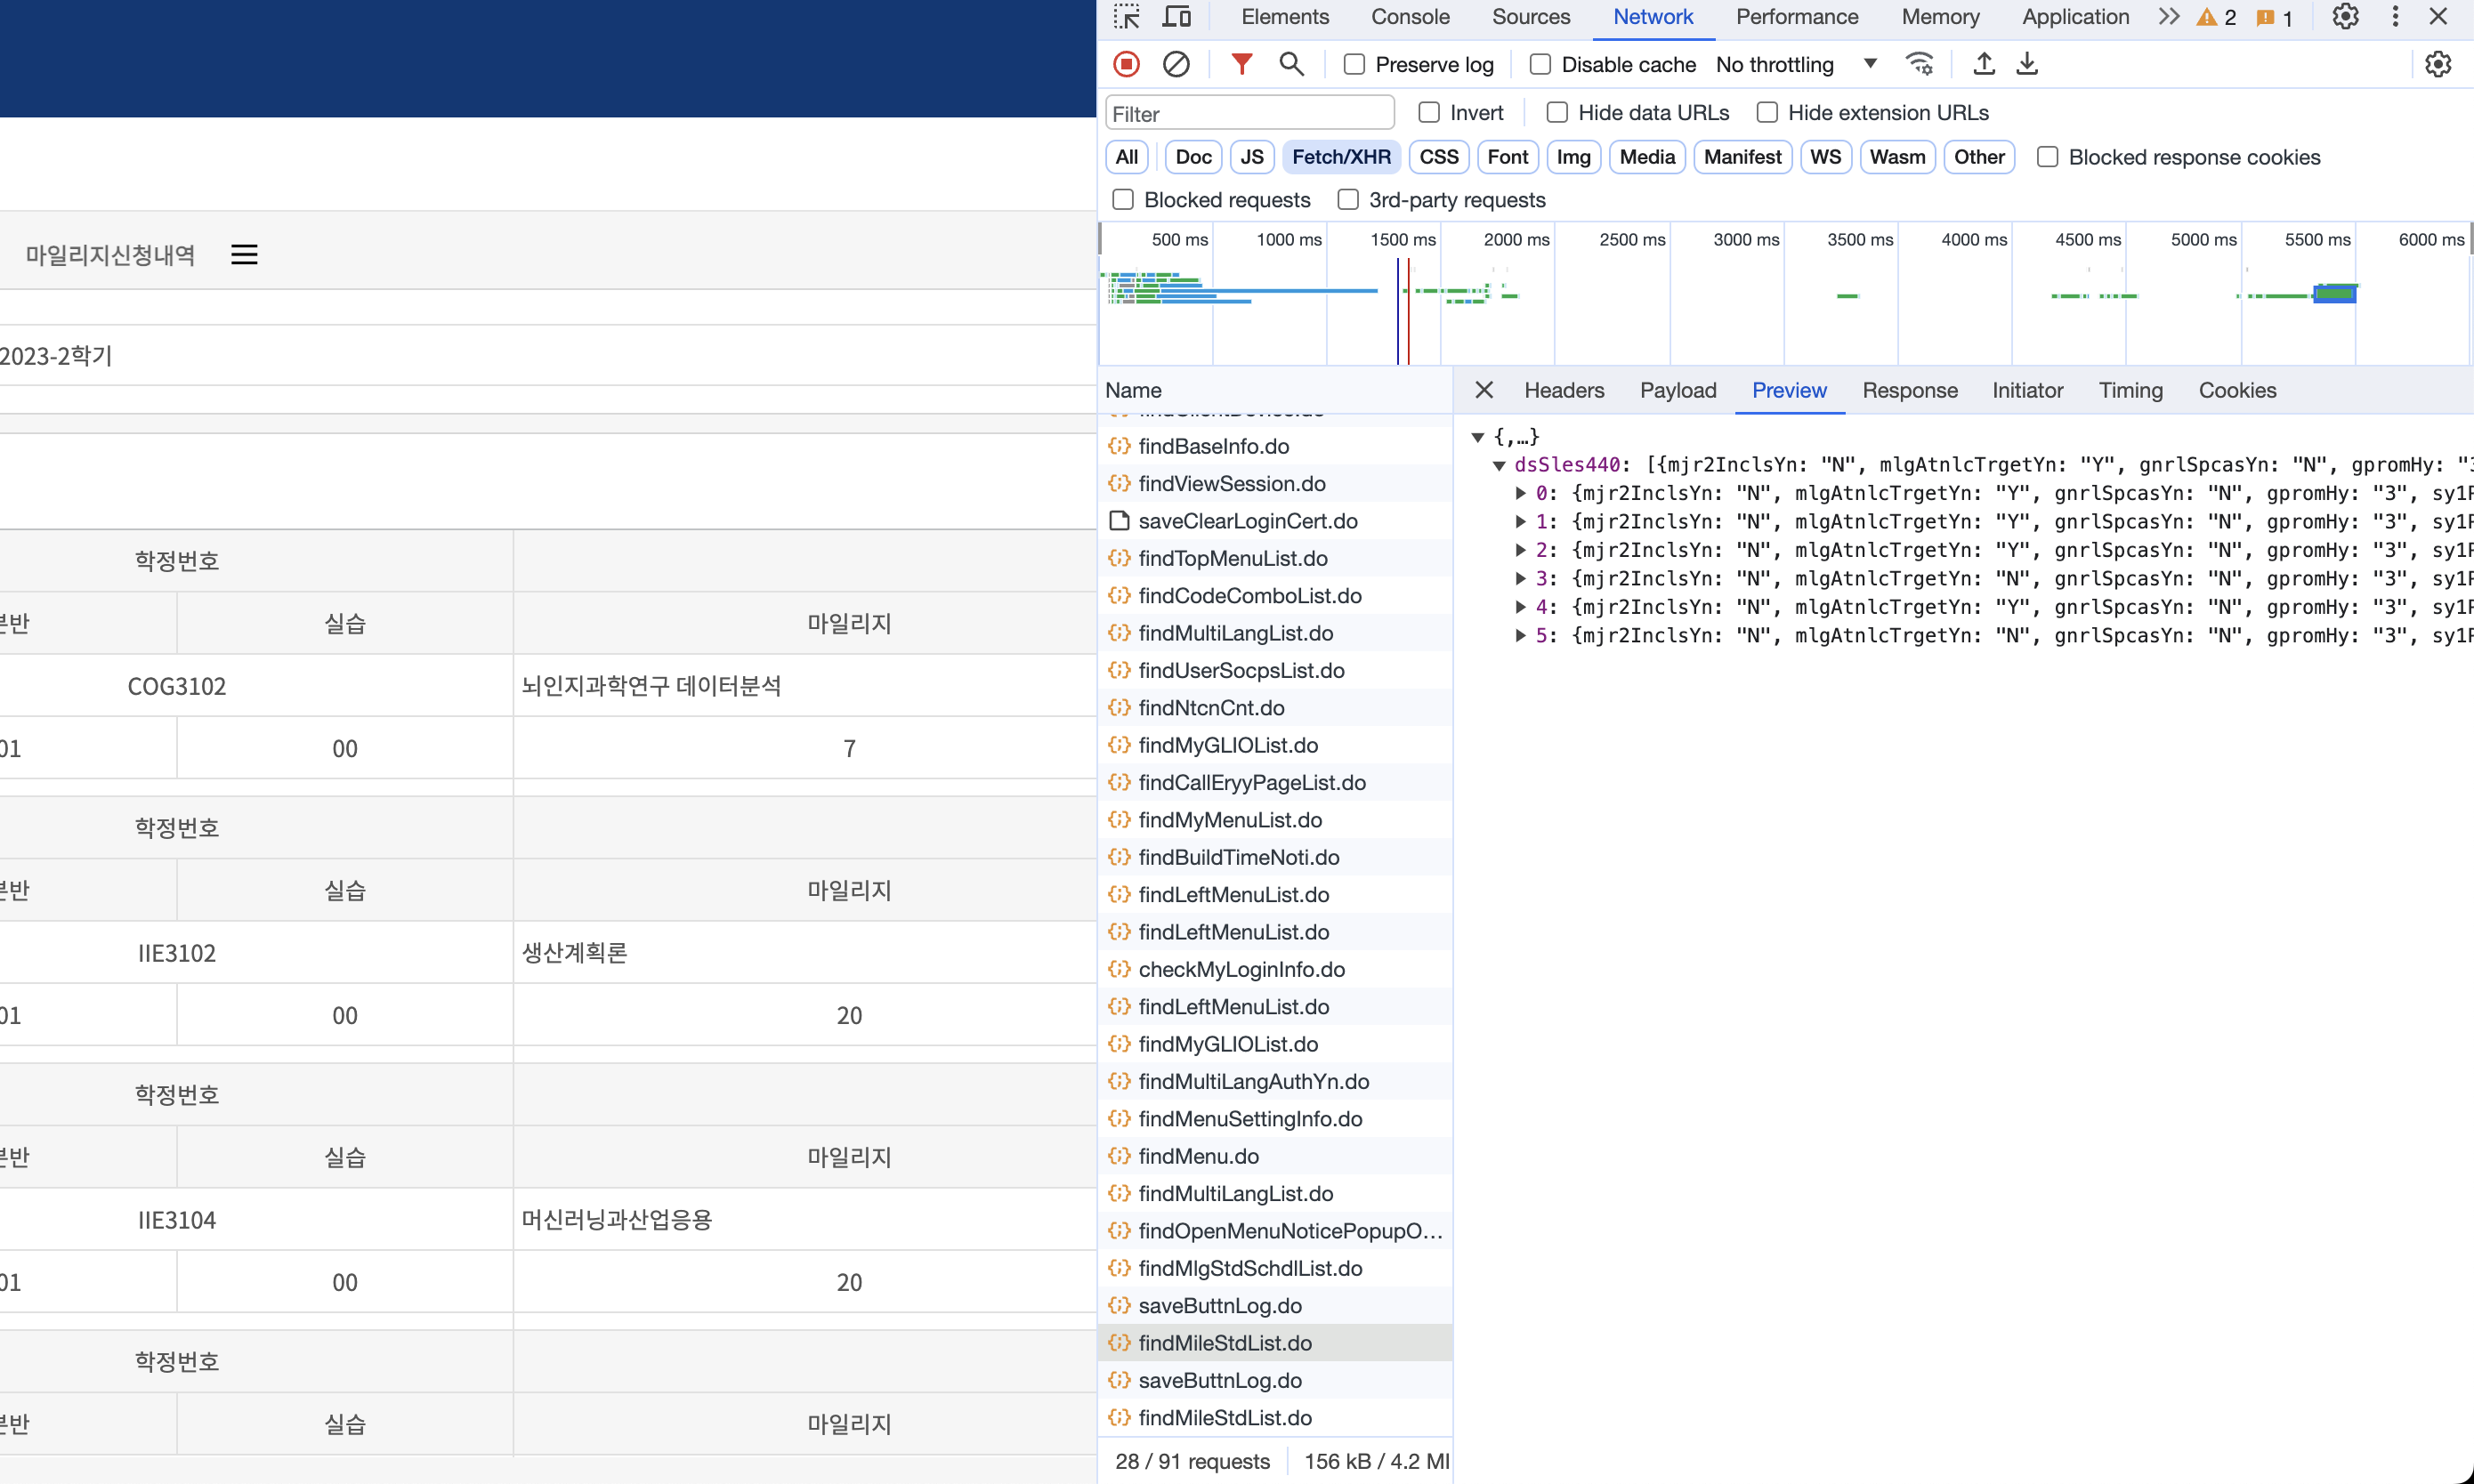 마일리지신청내역
2023-2학기
학정번호
분반 실습 마일리지
COG3102 뇌인지과학연구 데이터분석
01 00 7
학정번호
분반 실습 마일리지
IIE3102 생산계획론
01 00 20
학정번호
분반 실습 마일리지
IIE3104 머신러닝과산업응용
01 00 20
학정번호
분반 실습 마일리지
Elements Console Sources Network Performance Memory Application 2 1
Preserve log Disable cache No throttling
Filter Invert Hide data URLs Hide extension URLs
All Doc JS Fetch/XHR CSS Font Img Media Manifest WS Wasm Other Blocked response cookies
Blocked requests 3rd-party requests
500 ms 1000 ms 1500 ms 2000 ms 2500 ms 3000 ms 3500 ms 4000 ms 4500 ms 5000 ms 5500 ms 6000 ms
Name
findBaseInfo.do
findViewSession.do
saveClearLoginCert.do
findTopMenuList.do
findCodeComboList.do
findMultiLangList.do
findUserSocpsList.do
findNtcnCnt.do
findMyGLIOList.do
findCallEryyPageList.do
findMyMenuList.do
findBuildTimeNoti.do
findLeftMenuList.do
findLeftMenuList.do
checkMyLoginInfo.do
findLeftMenuList.do
findMyGLIOList.do
findMultiLangAuthYn.do
findMenuSettingInfo.do
findMenu.do
findMultiLangList.do
findOpenMenuNoticePopupO...
findMlgStdSchdlList.do
saveButtnLog.do
findMileStdList.do
saveButtnLog.do
findMileStdList.do
28 / 91 requests 156 kB / 4.2 M
Headers Payload Preview Response Initiator Timing Cookies
{,…}
dsSles440: [{mjr2InclsYn: "N", mlgAtnlcTrgetYn: "Y", gnrlSpcasYn: "N", gpromHy: "3
0: {mjr2InclsYn: "N", mlgAtnlcTrgetYn: "Y", gnrlSpcasYn: "N", gpromHy: "3", sy1
1: {mjr2InclsYn: "N", mlgAtnlcTrgetYn: "Y", gnrlSpcasYn: "N", gpromHy: "3", sy1
2: {mjr2InclsYn: "N", mlgAtnlcTrgetYn: "Y", gnrlSpcasYn: "N", gpromHy: "3", sy1
3: {mjr2InclsYn: "N", mlgAtnlcTrgetYn: "N", gnrlSpcasYn: "N", gpromHy: "3", sy1
4: {mjr2InclsYn: "N", mlgAtnlcTrgetYn: "Y", gnrlSpcasYn: "N", gpromHy: "3", sy1
5: {mjr2InclsYn: "N", mlgAtnlcTrgetYn: "N", gnrlSpcasYn: "N", gpromHy: "3", sy1